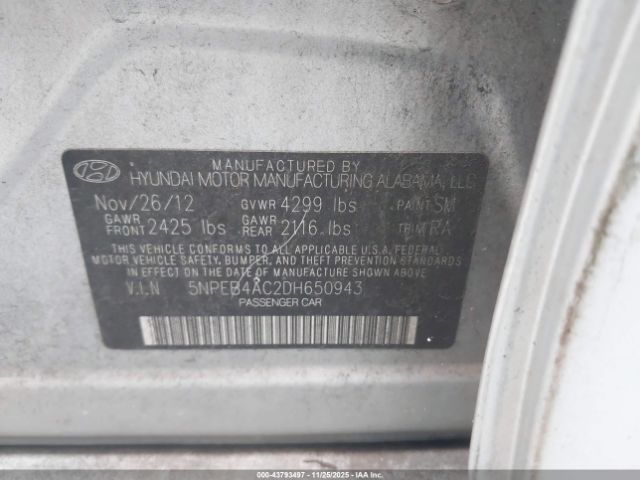 MANUFACTURED BY
HYUNDAI MOTOR MANUFACTURING ALABAMA, LLC
Nov/26/12 GVWR 4299 lbs PAINT SM
GAWR FRONT 2425 lbs GAWR REAR 2116 lbs TRIM RA
THIS VEHICLE CONFORMS TO ALL APPLICABLE U.S.A. FEDERAL
MOTOR VEHICLE SAFETY, BUMPER, AND THEFT PREVENTION STANDARDS
IN EFFECT ON THE DATE OF MANUFACTURE SHOWN ABOVE.
V.I.N 5NPEB4AC2DH650943
PASSENGER CAR
000-43793497 - 11/25/2025 - © IAA Holdings, LLC